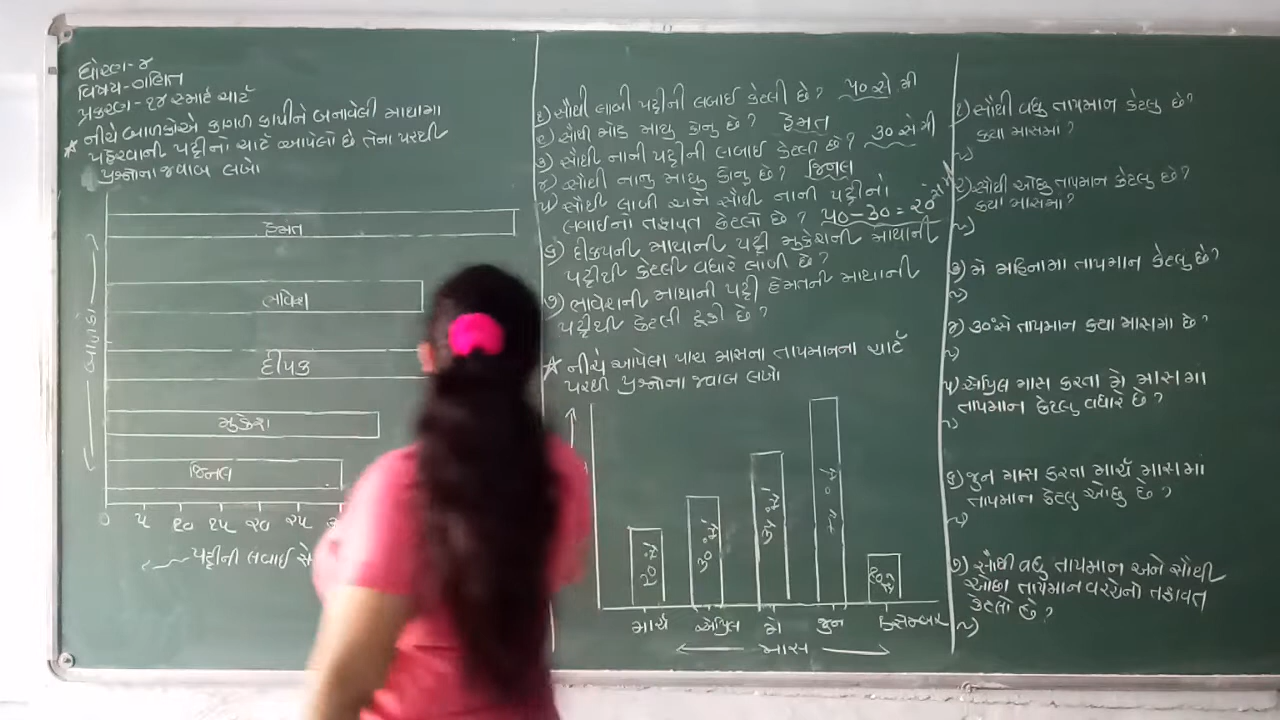 ધોરણ-૪
વિષય-ગણિત
પ્રકરણ-૧૪ સ્માર્ટ ચાર્ટ
* નીચે બાળકોએ કાગળ કાપીને બનાવેલી માથામા
પહેરવાની પટ્ટીનો ચાર્ટ આપેલો છે તેના પરથી
પ્રશ્નોના જવાબ લખો
હેમત
ભાવેશ
દીપક
મુકેશ
જિનલ
બાળકો
૦ ૫ ૧૦ ૧૫ ૨૦ ૨૫
પટ્ટીની લંબાઈ સે
૧) સૌથી લાંબી પટ્ટીની લંબાઈ કેટલી છે? ૫૦ સે મી
૨) સૌથી મોટુ માથુ કોનુ છે? હેમત
૩) સૌથી નાની પટ્ટીની લંબાઈ કેટલી છે? ૩૦ સે મી
૪) સૌથી નાનુ માથુ કોનુ છે? જિનલ
૫) સૌથી લાંબી અને સૌથી નાની પટ્ટીનો
લંબાઈનો તફાવત કેટલો છે? ૫૦-૩૦=૨૦ સેમી
૬) દીપકની માથાની પટ્ટી મુકેશની માથાની
પટ્ટીથી કેટલી વધારે લાંબી છે?
૭) ભાવેશની માથાની પટ્ટી હેમતની માથાની
પટ્ટીથી કેટલી ટૂંકી છે?
* નીચે આપેલા પાચ માસના તાપમાનના ચાર્ટ
પરથી પ્રશ્નોના જવાબ લખો
માર્ચ એપ્રિલ મે જુન ડિસેમ્બર
માસ
૧) સૌથી વધુ તાપમાન કેટલુ છે?
કયા માસમાં?
૨) સૌથી ઓછુ તાપમાન કેટલુ છે?
કયા માસમાં?
૩) મે મહિનામા તાપમાન કેટલુ છે?
૪) ૩૦°સે તાપમાન કયા માસમા છે?
૫) એપ્રિલ માસ કરતા મે માસમા
તાપમાન કેટલુ વધારે છે?
૬) જુન માસ કરતા માર્ચ માસમાં
તાપમાન કેટલુ ઓછુ છે?
૭) સૌથી વધુ તાપમાન અને સૌથી
ઓછા તાપમાન વચ્ચેનો તફાવત
કેટલો છે?